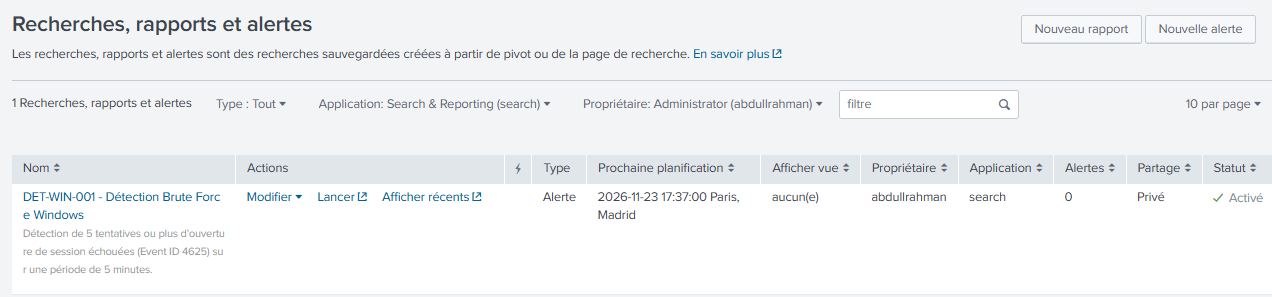 Recherches, rapports et alertes
Nouveau rapport
Nouvelle alerte
Les recherches, rapports et alertes sont des recherches sauvegardées créées à partir de pivot ou de la page de recherche. En savoir plus
1 Recherches, rapports et alertes
Type : Tout
Application: Search & Reporting (search)
Propriétaire: Administrator (abdullrahman)
filtre
10 par page
Nom
Actions
Type
Prochaine planification
Afficher vue
Propriétaire
Application
Alertes
Partage
Statut
DET-WIN-001 - Détection Brute Forc
e Windows
Détection de 5 tentatives ou plus d'ouvertu
re de session échouées (Event ID 4625) su
r une période de 5 minutes.
Modifier
Lancer
Afficher récents
Alerte
2026-11-23 17:37:00 Paris,
Madrid
aucun(e)
abdullrahman
search
0
Privé
Activé